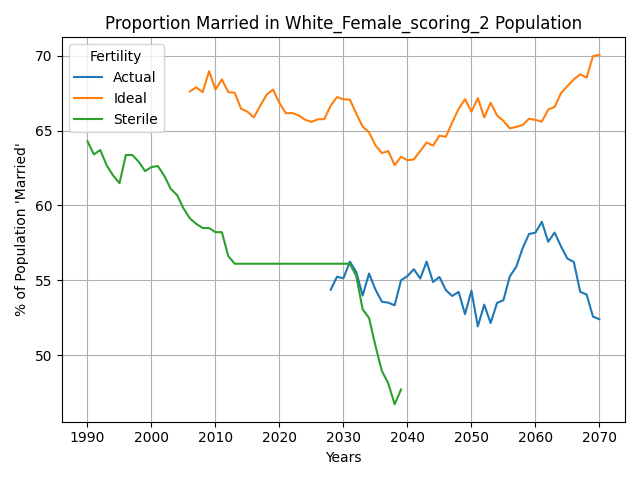 Proportion Married in White_Female_scoring_2 Population
Fertility
Actual
Ideal
Sterile
% of Population 'Married'
70
65
60
55
50
1990 2000 2010 2020 2030 2040 2050 2060 2070
Years